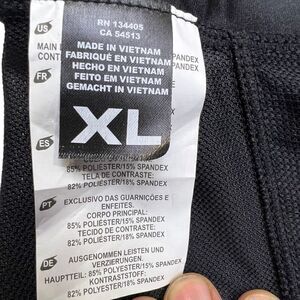 US
RN 134405
CA 54513
MADE IN VIETNAM
FABRIQUÉ EN VIETNAM
HECHO EN VIETNAM
FEITO EM VIETNAM
GEMACHT IN VIETNAM
XL
MAIN
PANDEX
FR
SPANDEX
ES
85% POLIÉSTER/15% SPANDEX
TELA DE CONTRASTE:
82% POLIÉSTER/18% SPANDEX
PT
EXCLUSIVO DAS GUARNIÇÕES E
ENFEITES.
CORPO PRINCIPAL:
85% POLIÉSTER/15% SPANDEX
TECIDO DE CONTRASTE:
82% POLIÉSTER/18% SPANDEX
DE
AUSGENOMMEN LEISTEN UND
VERZIERUNGEN.
HAUPTTEIL: 85% POLYESTER/15% SPANDEX
KONTRASTSTOFF:
82% POLYESTER/18% SPANDEX